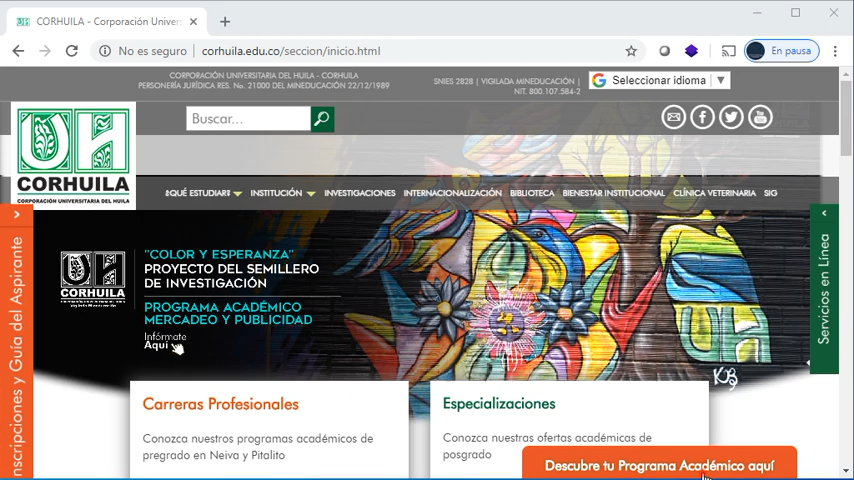 CORHUILA – Corporación Univer
No es seguro
corhuila.edu.co/seccion/inicio.html
En pausa
CORPORACIÓN UNIVERSITARIA DEL HUILA - CORHUILA
PERSONERÍA JURÍDICA RES. No. 21000 DEL MINEDUCACIÓN 22/12/1989
SNIES 2828 | VIGILADA MINEDUCACIÓN |
NIT. 800.107.584-2
Seleccionar idioma
Buscar...
UH
CORHUILA
CORPORACIÓN UNIVERSITARIA DEL HUILA
¿QUÉ ESTUDIAR?
INSTITUCIÓN
INVESTIGACIONES
INTERNACIONALIZACIÓN
BIBLIOTECA
BIENESTAR INSTITUCIONAL
CLÍNICA VETERINARIA
SIG
nscripciones y Guía del Aspirante
Servicios en Línea
UH
CORHUILA
"COLOR Y ESPERANZA"
PROYECTO DEL SEMILLERO
DE INVESTIGACIÓN
PROGRAMA ACADÉMICO
MERCADEO Y PUBLICIDAD
Infórmate
Aquí
UH
Carreras Profesionales
Conozca nuestros programas académicos de
pregrado en Neiva y Pitalito
Especializaciones
Conozca nuestras ofertas académicas de
posgrado
Descubre tu Programa Académico aquí